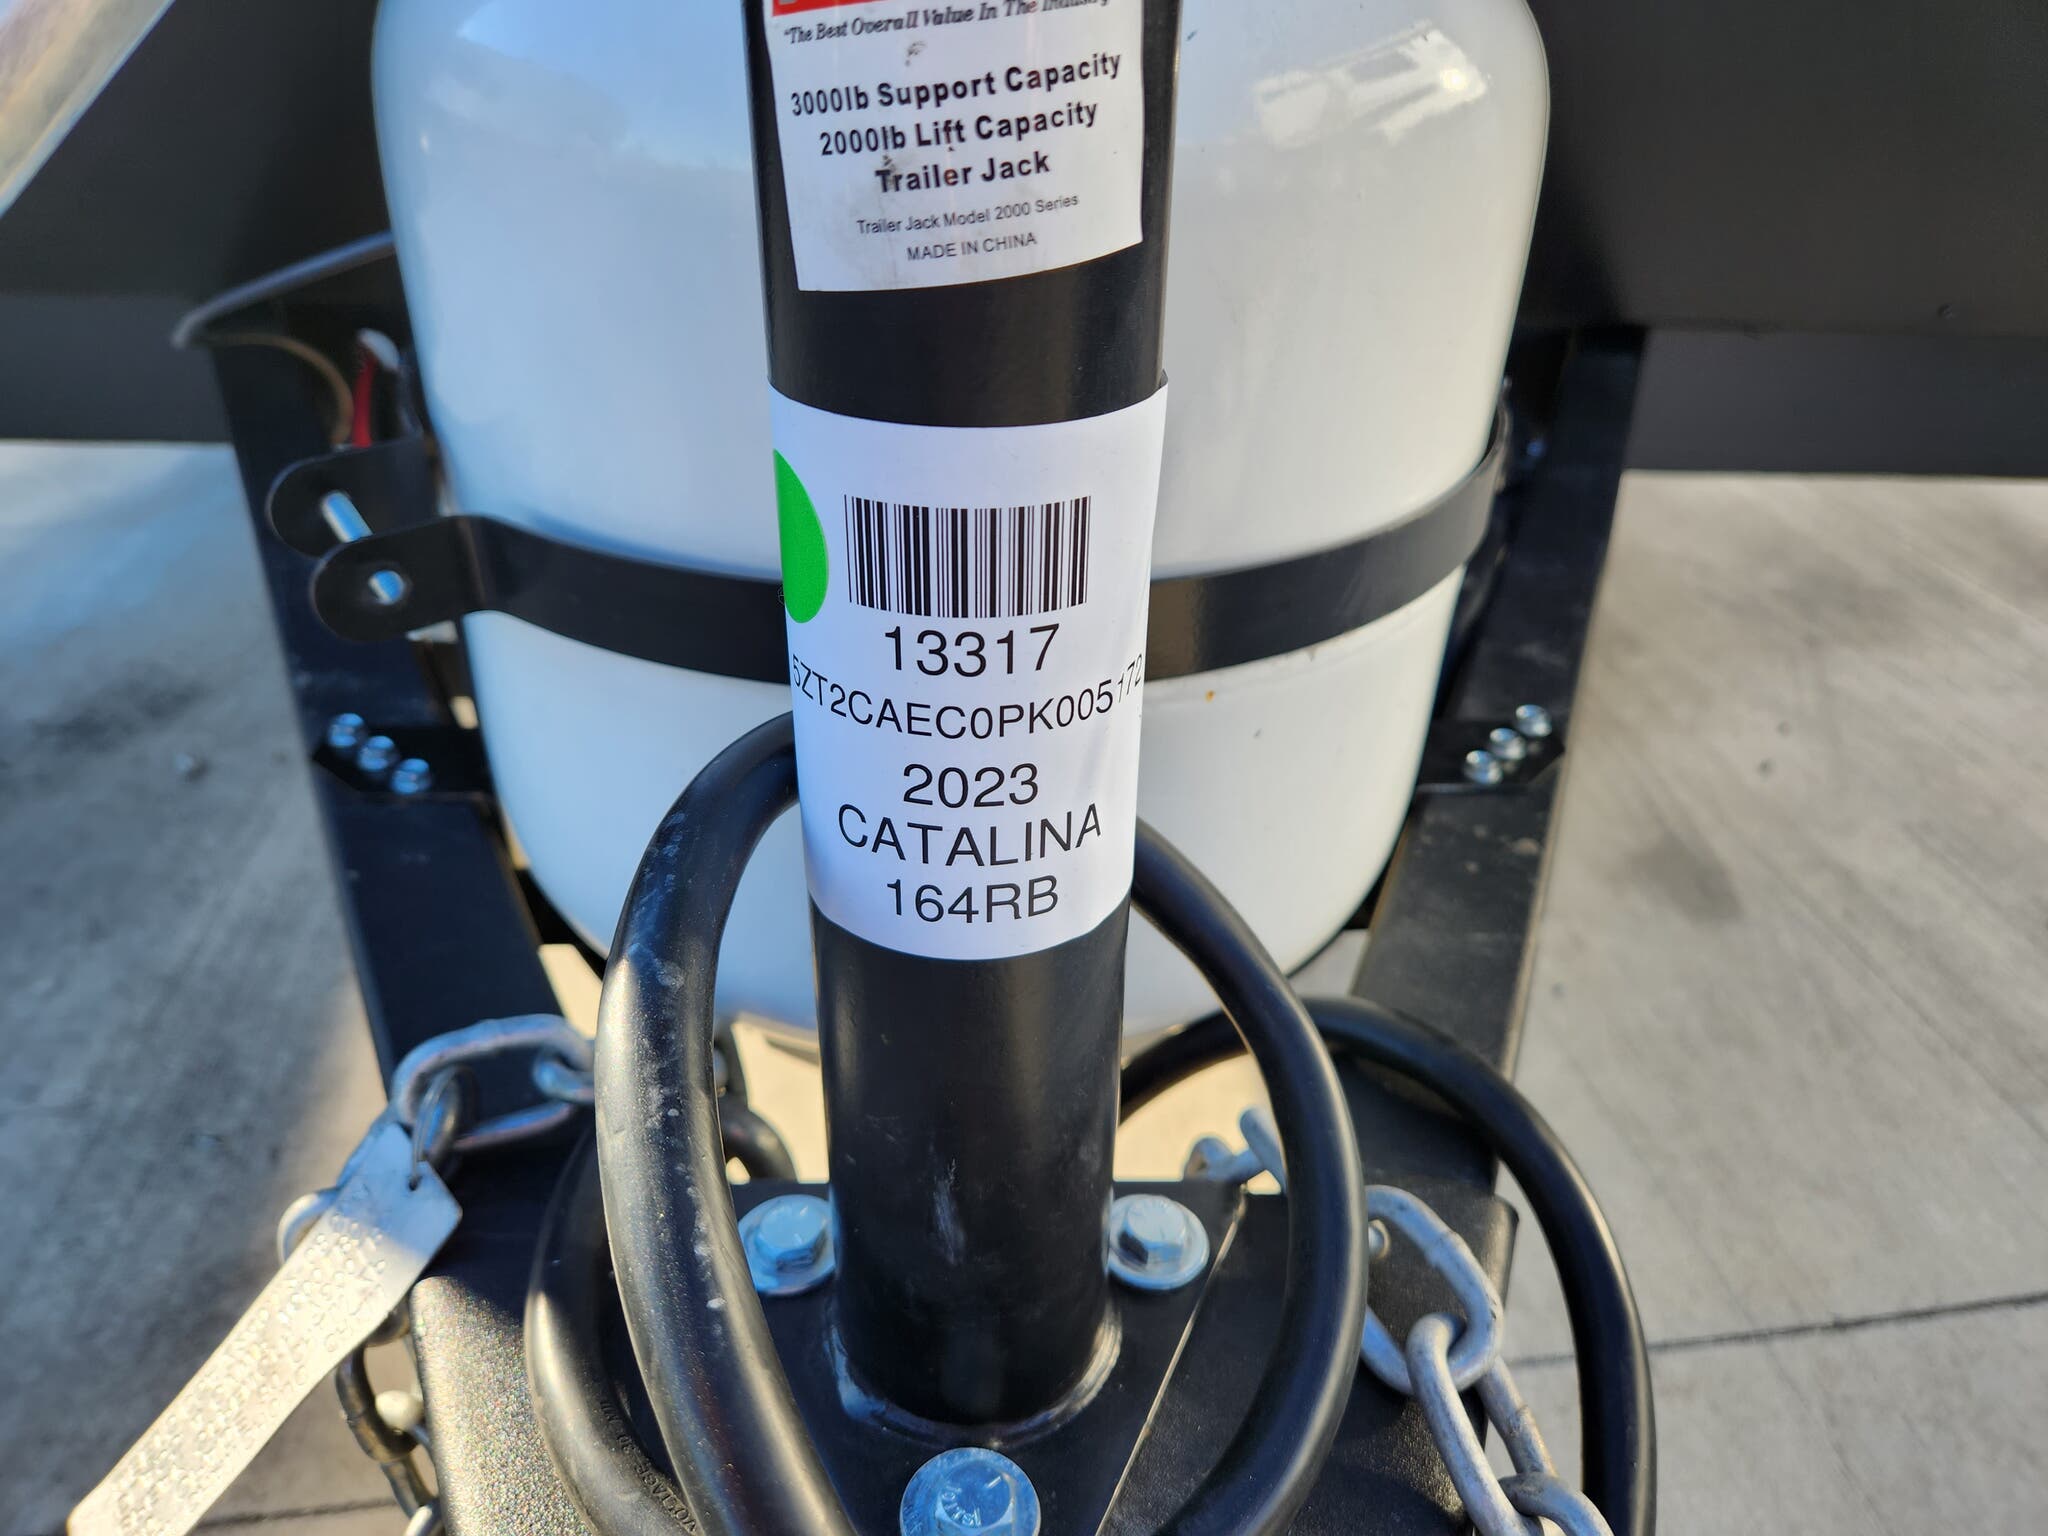 "The Best Overall Value In The Industry"
3000lb Support Capacity
2000lb Lift Capacity
Trailer Jack
Trailer Jack Model 2000 Series
MADE IN CHINA
13317
5ZT2CAEC0PK005172
2023
CATALINA
164RB